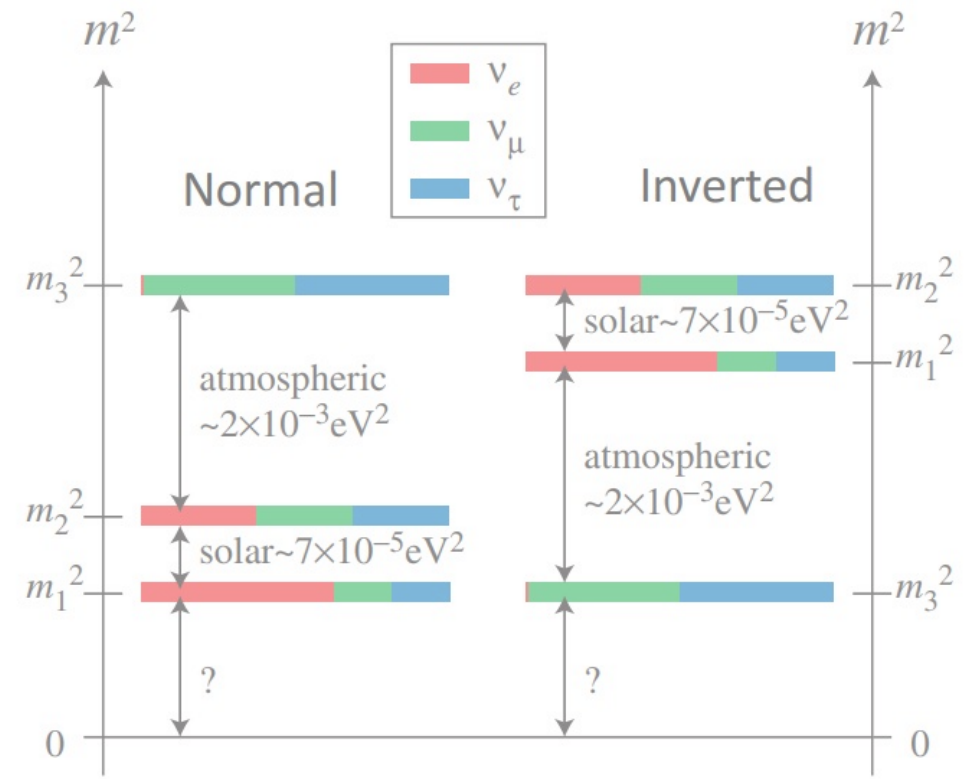 m²
m²
νe
νμ
ντ
Normal
Inverted
m₃²
m₂²
solar~7×10⁻⁵eV²
m₁²
atmospheric
~2×10⁻³eV²
atmospheric
~2×10⁻³eV²
m₂²
solar~7×10⁻⁵eV²
m₁²
m₃²
?
?
0
0